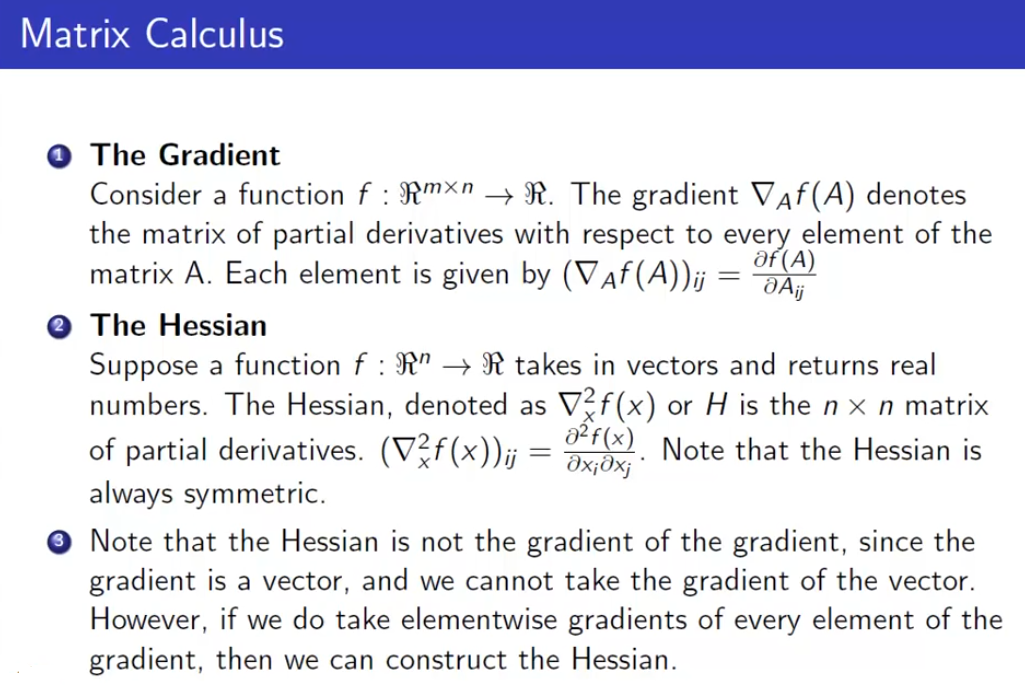 Matrix Calculus
1 The Gradient
Consider a function f : ℜ^{m×n} → ℜ. The gradient ∇_A f(A) denotes
the matrix of partial derivatives with respect to every element of the
matrix A. Each element is given by (∇_A f(A))_{ij} = ∂f(A)/∂A_{ij}
2 The Hessian
Suppose a function f : ℜ^n → ℜ takes in vectors and returns real
numbers. The Hessian, denoted as ∇²_x f(x) or H is the n × n matrix
of partial derivatives. (∇²_x f(x))_{ij} = ∂²f(x)/∂x_i∂x_j. Note that the Hessian is
always symmetric.
3 Note that the Hessian is not the gradient of the gradient, since the
gradient is a vector, and we cannot take the gradient of the vector.
However, if we do take elementwise gradients of every element of the
gradient, then we can construct the Hessian.